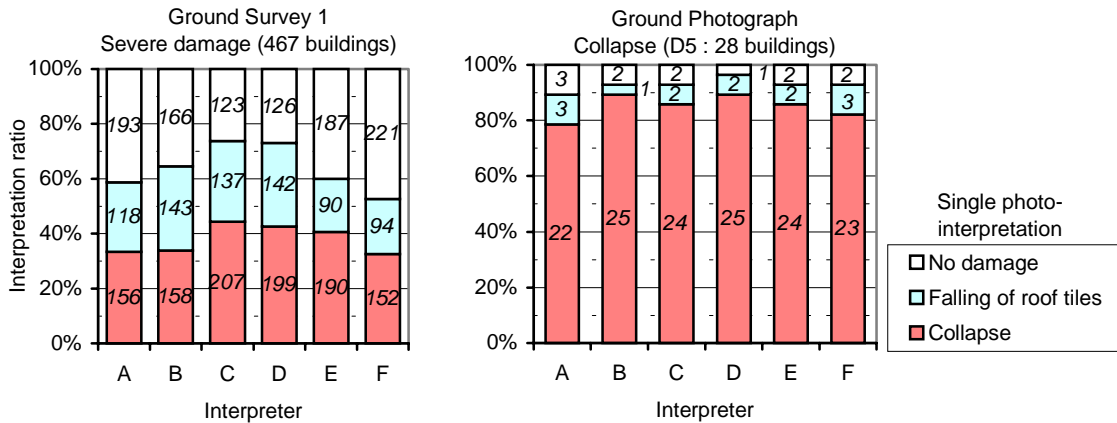 Ground Survey 1
Severe damage (467 buildings)
100%
80%
60%
40%
20%
0%
Interpretation ratio
193 166 123 126 187 221
118 143 137 142 90 94
156 158 207 199 190 152
A B C D E F
Interpreter
Ground Photograph
Collapse (D5 : 28 buildings)
100%
80%
60%
40%
20%
0%
3 2 2 1 2 2
3 1 2 2 2 3
22 25 24 25 24 23
A B C D E F
Interpreter
Single photo-
interpretation
No damage
Falling of roof tiles
Collapse